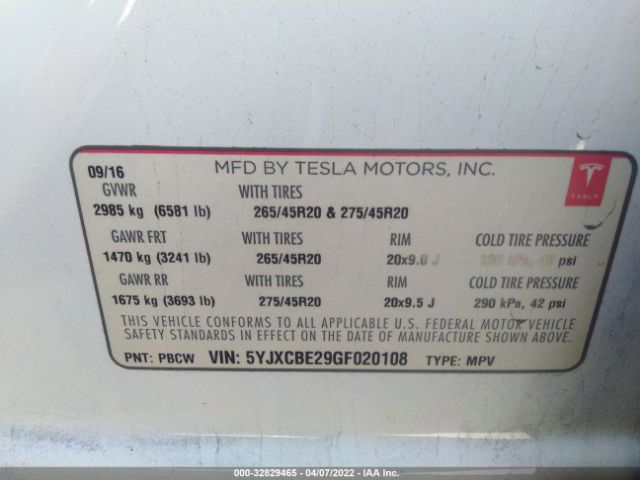 09/16 MFD BY TESLA MOTORS, INC.
TESLA
GVWR WITH TIRES
2985 kg (6581 lb) 265/45R20 & 275/45R20
GAWR FRT WITH TIRES RIM COLD TIRE PRESSURE
1470 kg (3241 lb) 265/45R20 20x9.0 J psi
GAWR RR WITH TIRES RIM COLD TIRE PRESSURE
1675 kg (3693 lb) 275/45R20 20x9.5 J 290 kPa, 42 psi
THIS VEHICLE CONFORMS TO ALL APPLICABLE U.S. FEDERAL MOTOR VEHICLE
SAFETY STANDARDS IN EFFECT ON THE DATE OF MANUFACTURE SHOWN ABOVE.
PNT: PBCW VIN: 5YJXCBE29GF020108 TYPE: MPV
000-32829465 - 04/07/2022 - IAA Inc.